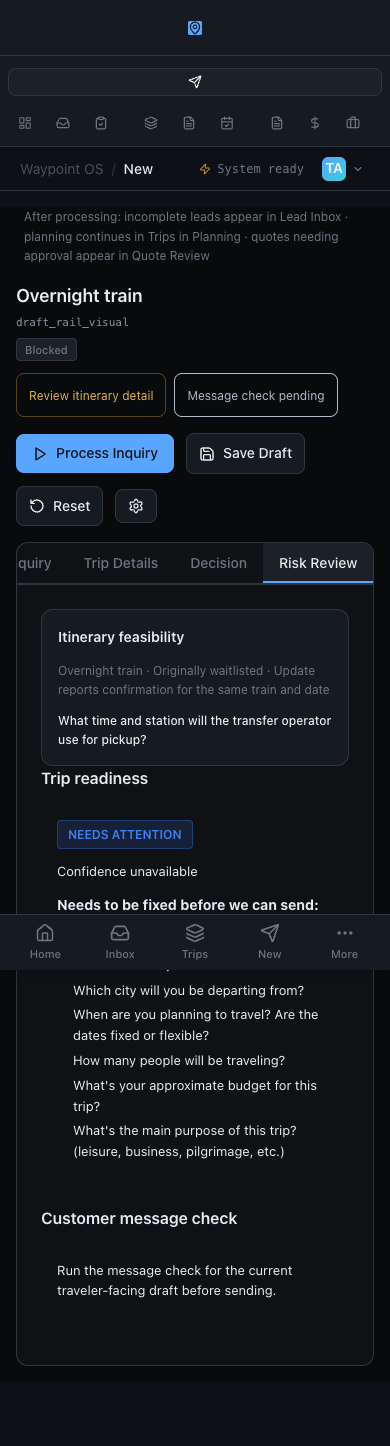 Waypoint OS / New
System ready
TA
After processing: incomplete leads appear in Lead Inbox ·
planning continues in Trips in Planning · quotes needing
approval appear in Quote Review
Overnight train
draft_rail_visual
Blocked
Review itinerary detail
Message check pending
Process Inquiry
Save Draft
Reset
quiry
Trip Details
Decision
Risk Review
Itinerary feasibility
Overnight train · Originally waitlisted · Update
reports confirmation for the same train and date
What time and station will the transfer operator
use for pickup?
Trip readiness
NEEDS ATTENTION
Confidence unavailable
Needs to be fixed before we can send:
Home
Inbox
Trips
New
More
Which city will you be departing from?
When are you planning to travel? Are the
dates fixed or flexible?
How many people will be traveling?
What's your approximate budget for this
trip?
What's the main purpose of this trip?
(leisure, business, pilgrimage, etc.)
Customer message check
Run the message check for the current
traveler-facing draft before sending.